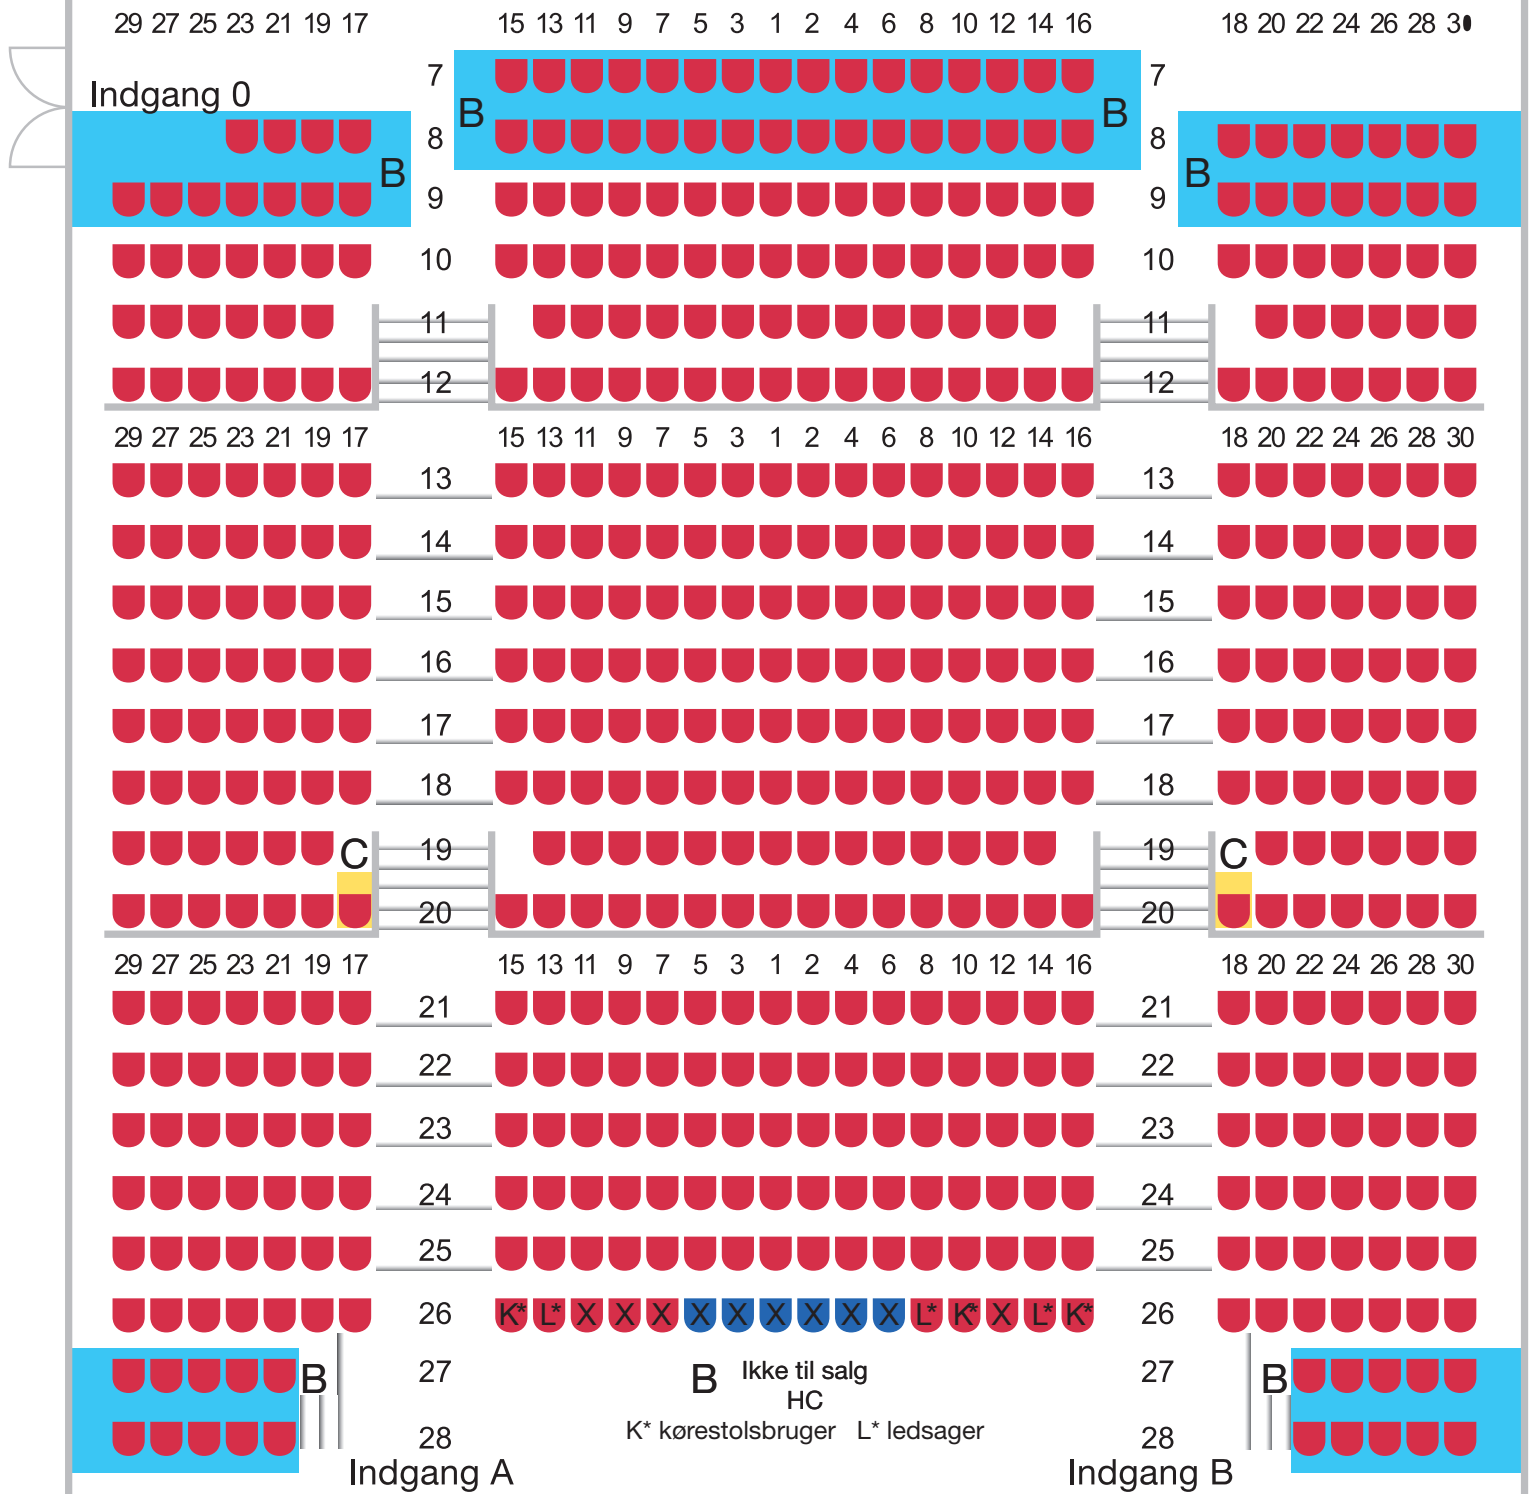 29 27 25 23 21 19 17 15 13 11 9 7 5 3 1 2 4 6 8 10 12 14 16 18 20 22 24 26 28 30
7 7
Indgang 0
B B
8 8
B B
9 9
10 10
11 11
12 12
29 27 25 23 21 19 17 15 13 11 9 7 5 3 1 2 4 6 8 10 12 14 16 18 20 22 24 26 28 30
13 13
14 14
15 15
16 16
17 17
18 18
C 19 19 C
20 20
29 27 25 23 21 19 17 15 13 11 9 7 5 3 1 2 4 6 8 10 12 14 16 18 20 22 24 26 28 30
21 21
22 22
23 23
24 24
25 25
26 K* L* X X X X X X X X X L* K* X L* K* 26
B 27 B Ikke til salg 27 B
HC
K* kørestolsbruger L* ledsager
28 28
Indgang A Indgang B